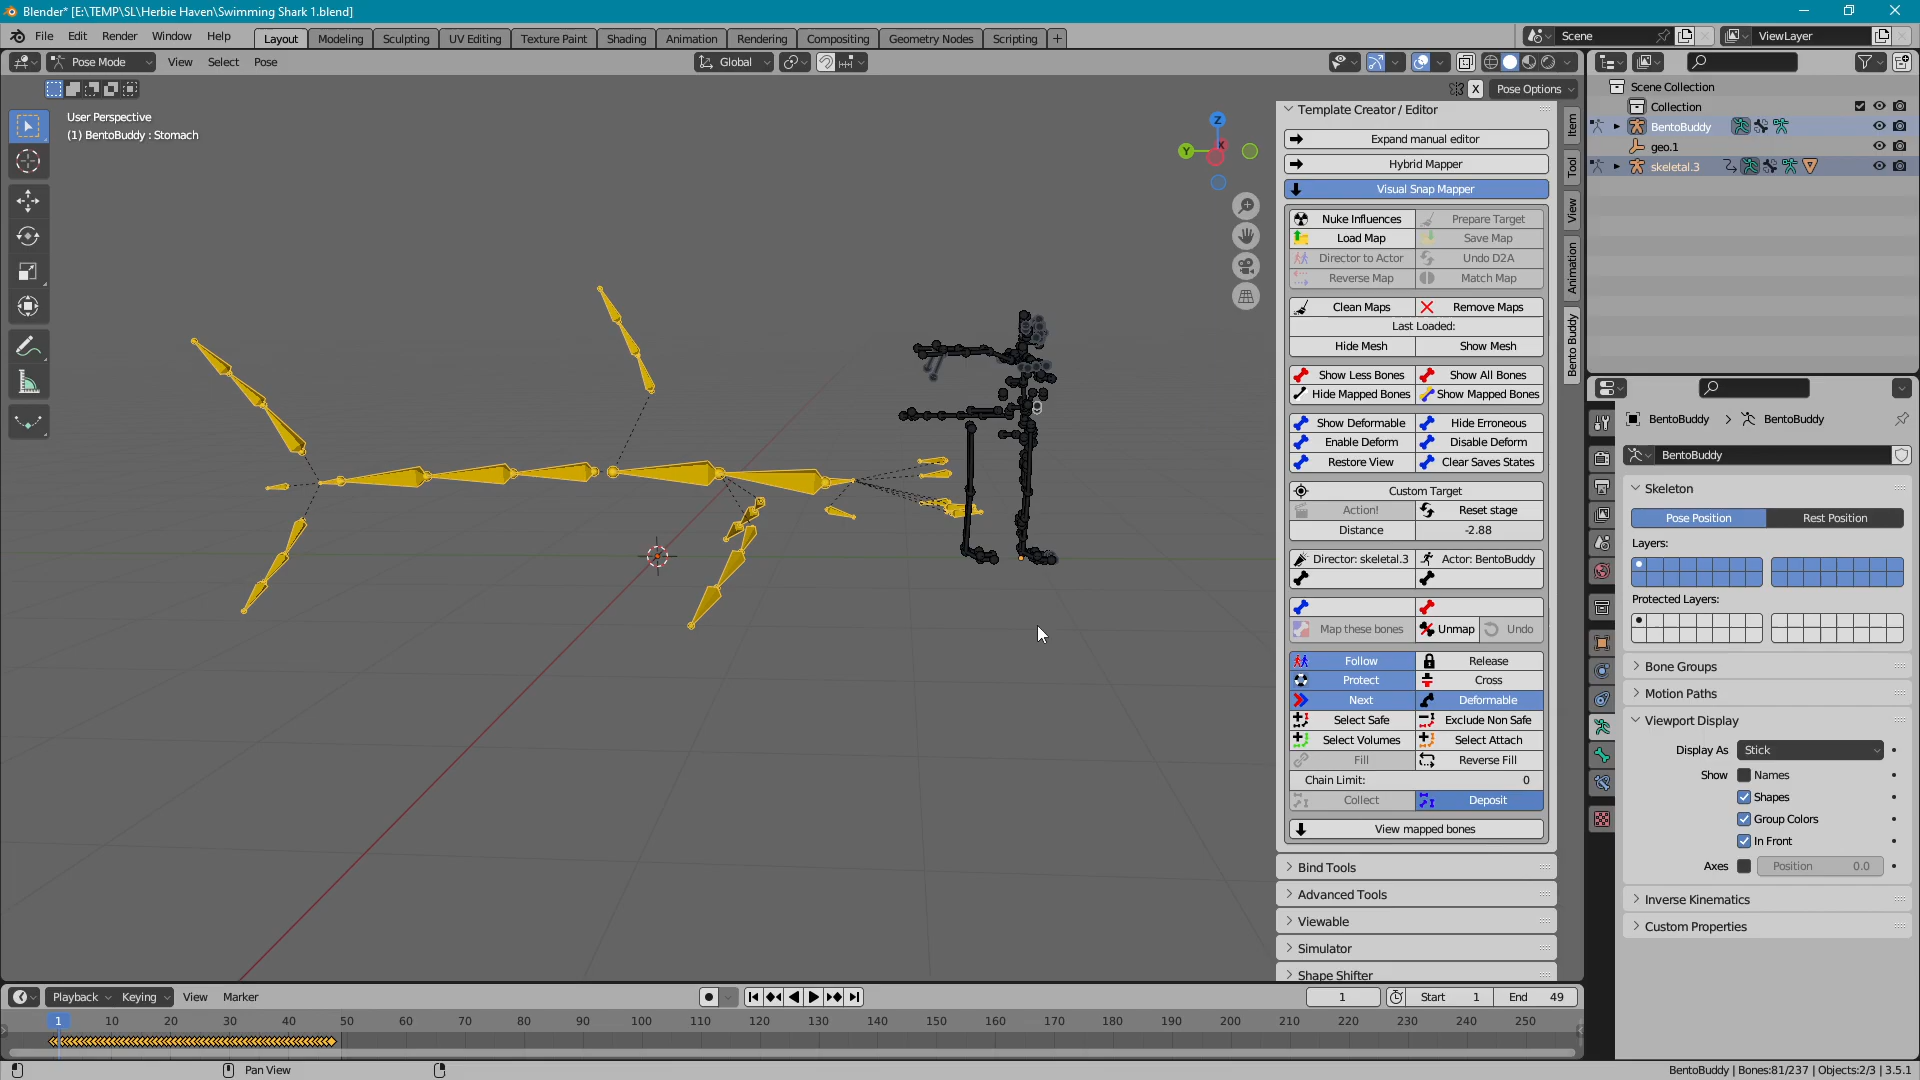 Blender* [E:\TEMP\SL\Herbie Haven\Swimming Shark 1.blend]
File Edit Render Window Help Layout Modeling Sculpting UV Editing Texture Paint Shading Animation Rendering Compositing Geometry Nodes Scripting + Scene ViewLayer
Pose Mode View Select Pose Global
X Pose Options
User Perspective
(1) BentoBuddy : Stomach
Z
Y
X
Template Creator / Editor
Expand manual editor
Hybrid Mapper
Visual Snap Mapper
Nuke Influences Prepare Target
Load Map Save Map
Director to Actor Undo D2A
Reverse Map Match Map
Clean Maps Remove Maps
Last Loaded:
Hide Mesh Show Mesh
Show Less Bones Show All Bones
Hide Mapped Bones Show Mapped Bones
Show Deformable Hide Erroneous
Enable Deform Disable Deform
Restore View Clear Saves States
Custom Target
Action! Reset stage
Distance -2.88
Director: skeletal.3 Actor: BentoBuddy
Map these bones Unmap Undo
Follow Release
Protect Cross
Next Deformable
Select Safe Exclude Non Safe
Select Volumes Select Attach
Fill Reverse Fill
Chain Limit: 0
Collect Deposit
View mapped bones
Bind Tools
Advanced Tools
Viewable
Simulator
Shape Shifter
Item
Tool
View
Animation
Bento Buddy
Scene Collection
Collection
BentoBuddy
geo.1
skeletal.3
BentoBuddy > BentoBuddy
BentoBuddy
Skeleton
Pose Position Rest Position
Layers:
Protected Layers:
Bone Groups
Motion Paths
Viewport Display
Display As Stick
Show Names
Shapes
Group Colors
In Front
Axes Position 0.0
Inverse Kinematics
Custom Properties
Playback Keying View Marker 1 Start 1 End 49
1 10 20 30 40 50 60 70 80 90 100 110 120 130 140 150 160 170 180 190 200 210 220 230 240 250
Pan View
BentoBuddy | Bones:81/237 | Objects:2/3 | 3.5.1